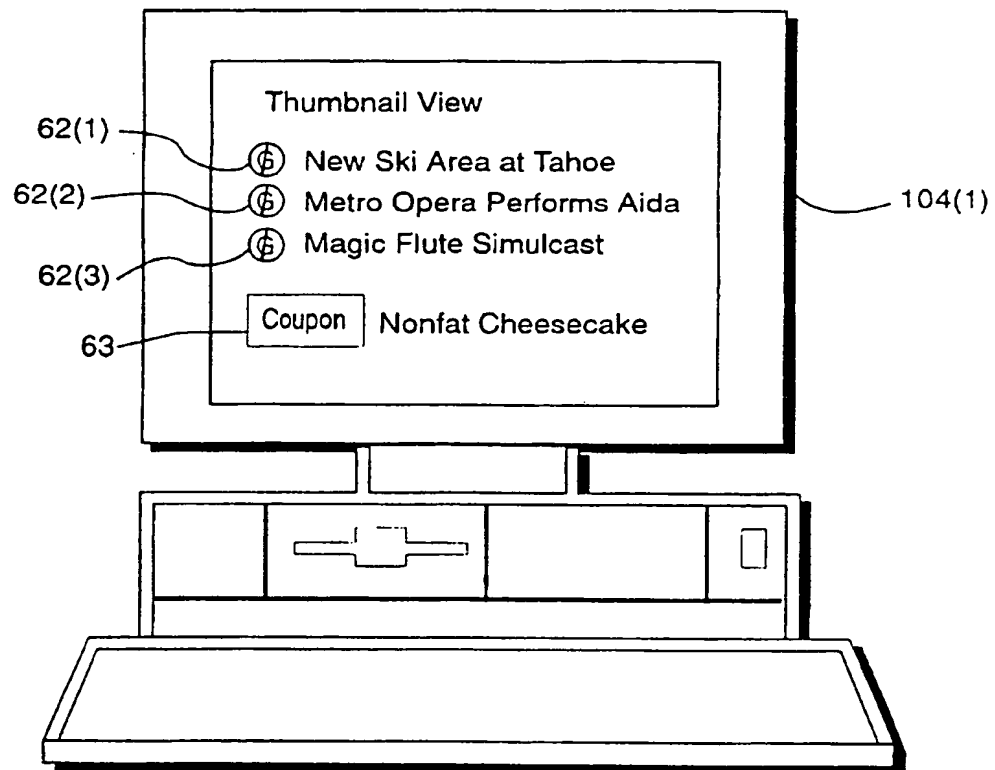 Thumbnail View
62(1)
New Ski Area at Tahoe
62(2)
Metro Opera Performs Aida
104(1)
62(3)
Magic Flute Simulcast
Coupon Nonfat Cheesecake
63